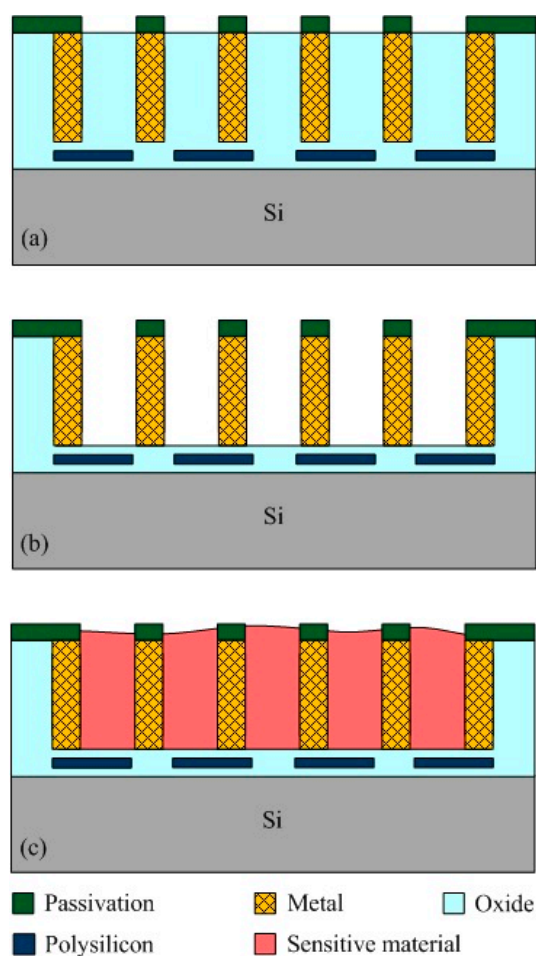 Si
(a)
Si
(b)
Si
(c)
Passivation
Metal
Oxide
Polysilicon
Sensitive material